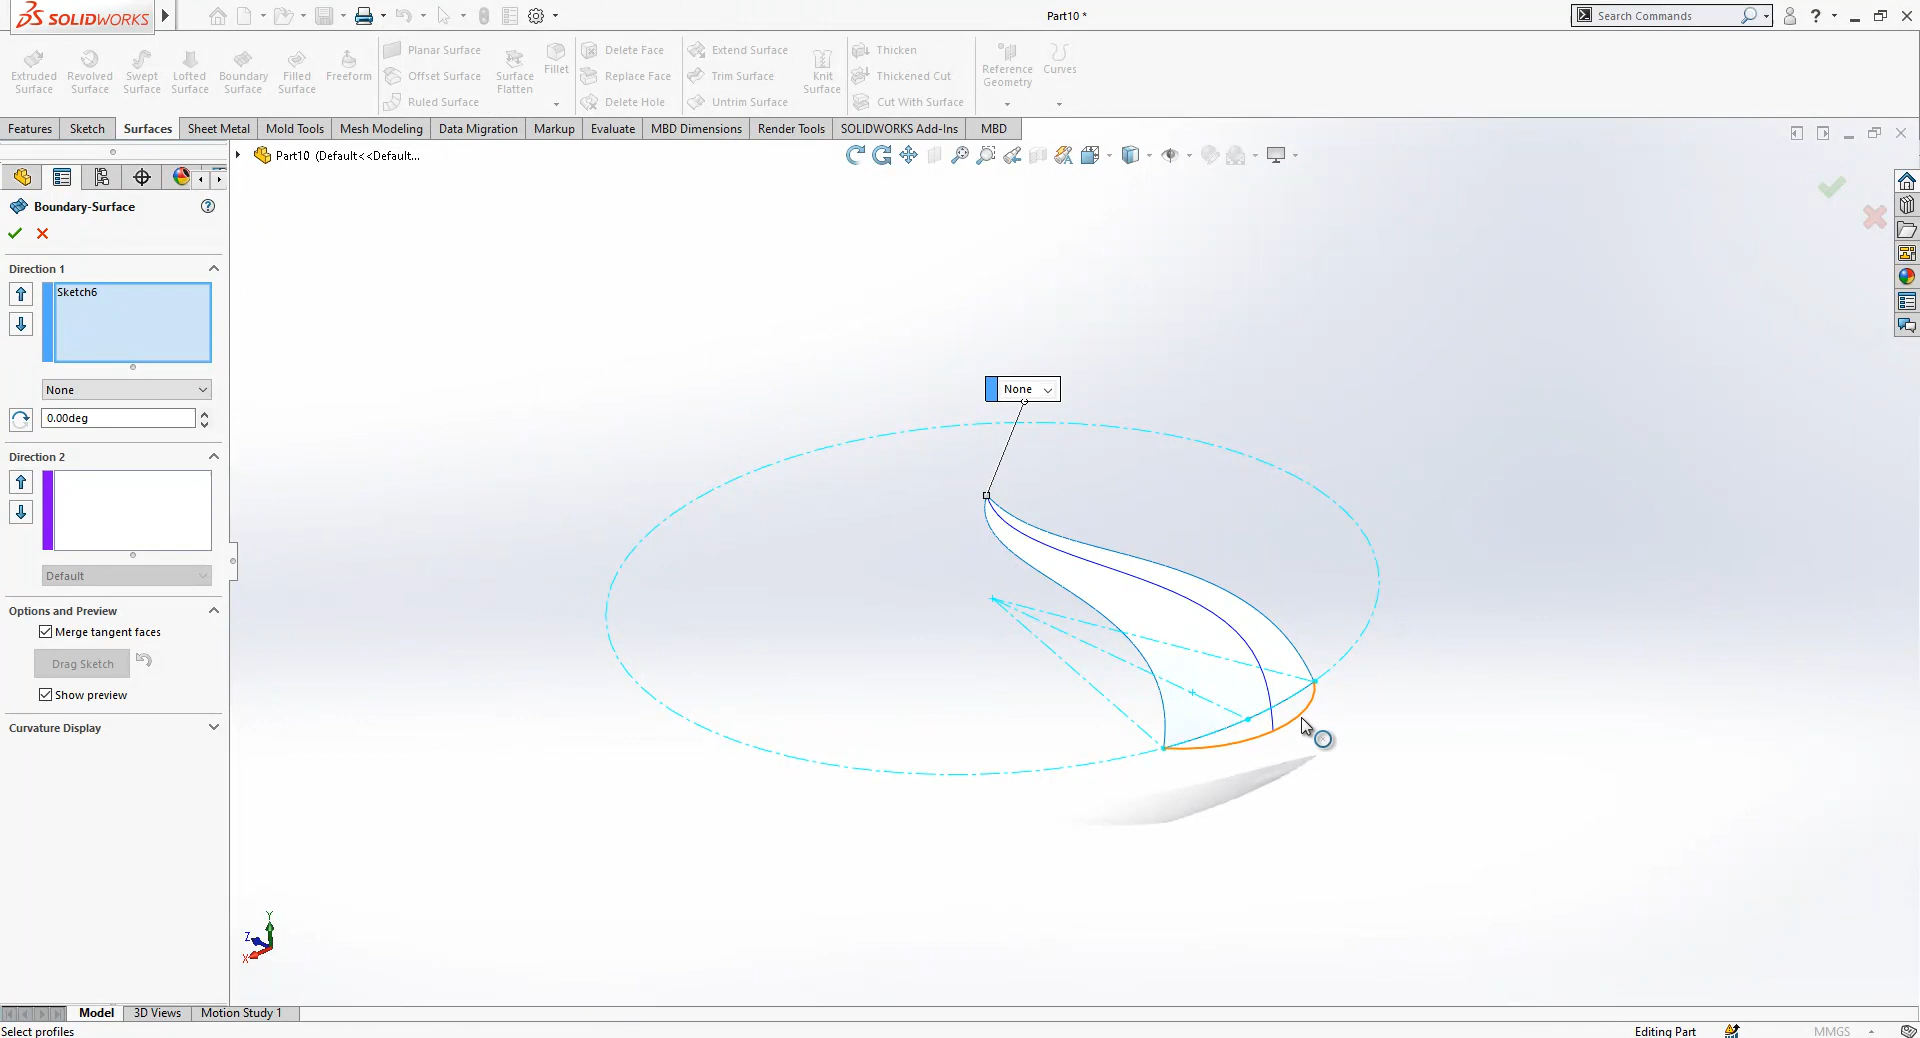 SOLIDWORKS
Part10 *
Search Commands
Extruded Surface
Revolved Surface
Swept Surface
Lofted Surface
Boundary Surface
Filled Surface
Freeform
Planar Surface
Offset Surface
Ruled Surface
Surface Flatten
Fillet
Delete Face
Replace Face
Delete Hole
Extend Surface
Trim Surface
Untrim Surface
Knit Surface
Thicken
Thickened Cut
Cut With Surface
Reference Geometry
Curves
Features
Sketch
Surfaces
Sheet Metal
Mold Tools
Mesh Modeling
Data Migration
Markup
Evaluate
MBD Dimensions
Render Tools
SOLIDWORKS Add-Ins
MBD
Part10 (Default<<Default...
Boundary-Surface
Direction 1
Sketch6
None
0.00deg
Direction 2
Default
Options and Preview
Merge tangent faces
Drag Sketch
Show preview
Curvature Display
None
Y
Z
X
Model
3D Views
Motion Study 1
Select profiles
Editing Part
MMGS